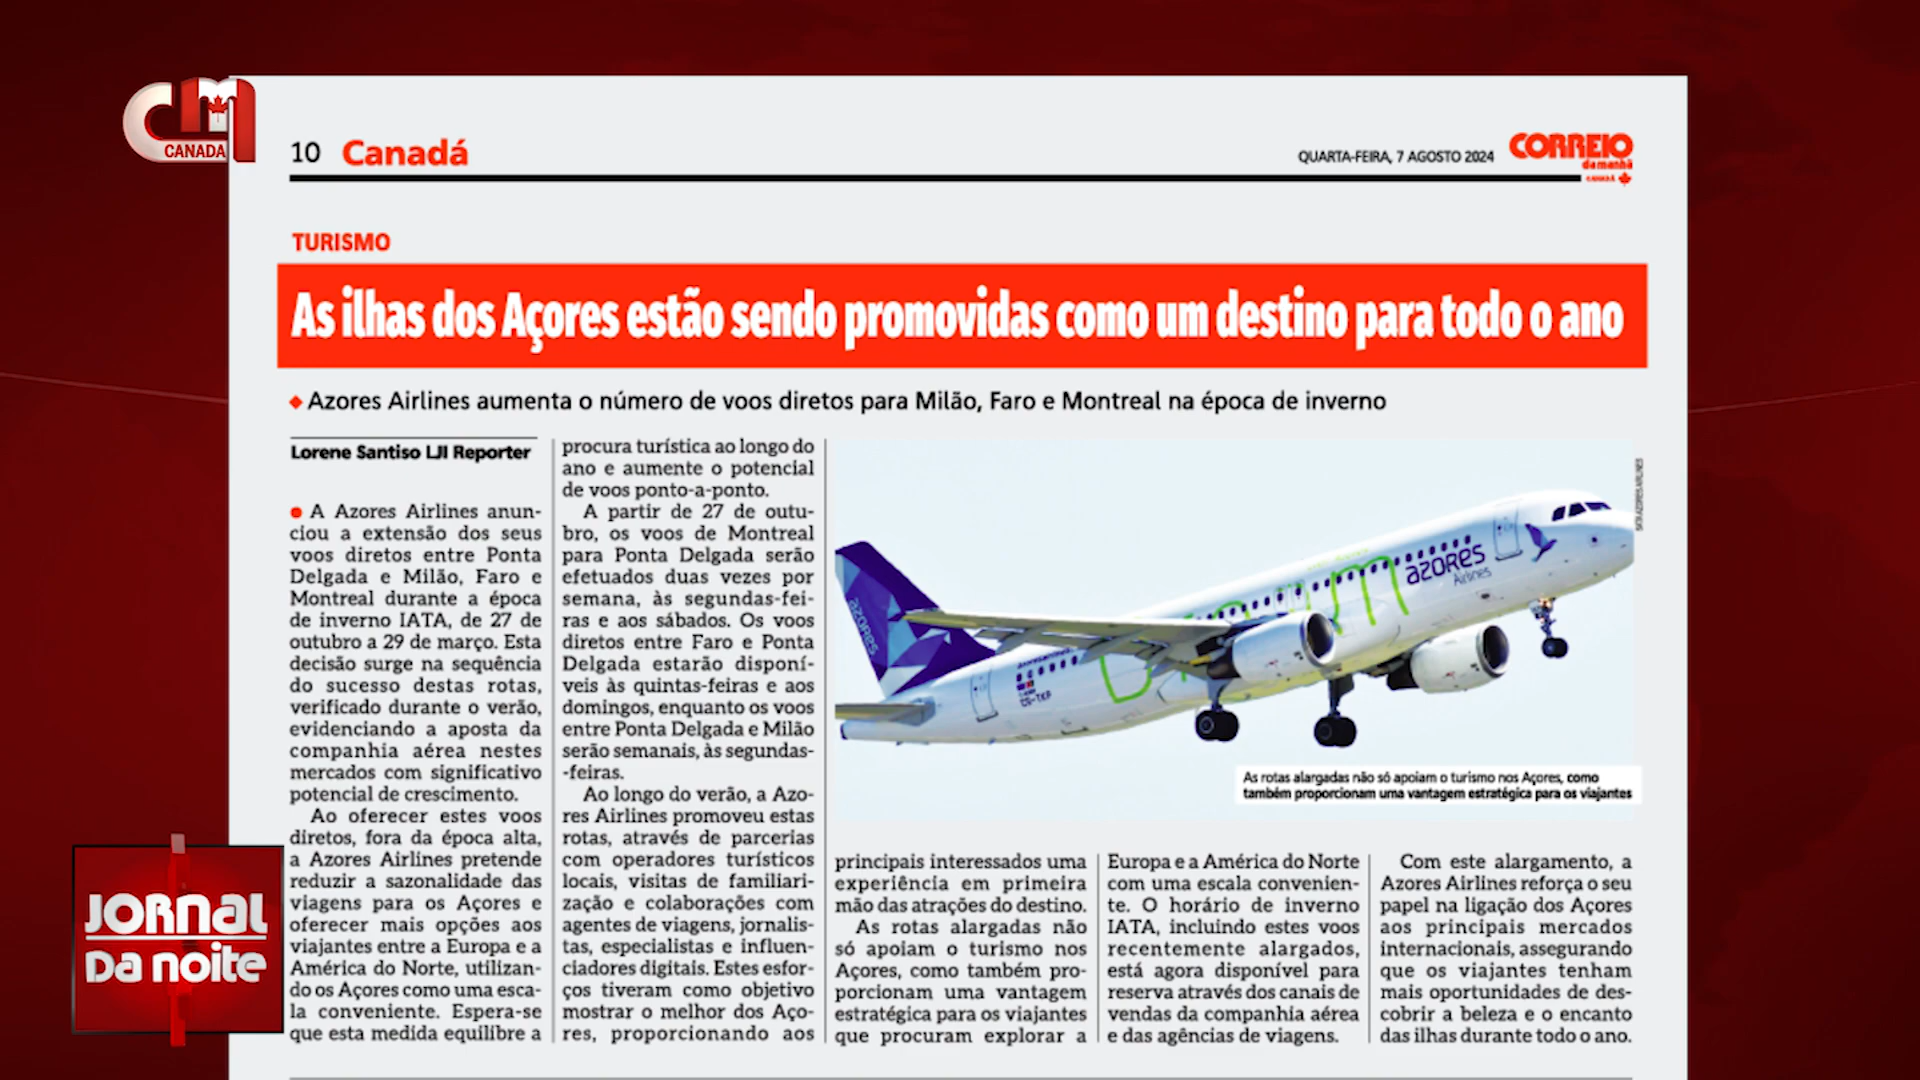 CM
CANADA
10 Canadá
QUARTA-FEIRA, 7 AGOSTO 2024
CORREIO
da manhã
CANADÁ
TURISMO
As ilhas dos Açores estão sendo promovidas como um destino para todo o ano
Azores Airlines aumenta o número de voos diretos para Milão, Faro e Montreal na época de inverno
Lorene Santiso LJI Reporter
A Azores Airlines anun-
ciou a extensão dos seus
voos diretos entre Ponta
Delgada e Milão, Faro e
Montreal durante a época
de inverno IATA, de 27 de
outubro a 29 de março. Esta
decisão surge na sequência
do sucesso destas rotas,
verificado durante o verão,
evidenciando a aposta da
companhia aérea nestes
mercados com significativo
potencial de crescimento.
Ao oferecer estes voos
diretos, fora da época alta,
a Azores Airlines pretende
reduzir a sazonalidade das
viagens para os Açores e
oferecer mais opções aos
viajantes entre a Europa e a
América do Norte, utilizan-
do os Açores como uma esca-
la conveniente. Espera-se
que esta medida equilibre a
procura turística ao longo do
ano e aumente o potencial
de voos ponto-a-ponto.
A partir de 27 de outu-
bro, os voos de Montreal
para Ponta Delgada serão
efetuados duas vezes por
semana, às segundas-fei-
ras e aos sábados. Os voos
diretos entre Faro e Ponta
Delgada estarão disponí-
veis às quintas-feiras e aos
domingos, enquanto os voos
entre Ponta Delgada e Milão
serão semanais, às segundas-
-feiras.
Ao longo do verão, a Azo-
res Airlines promoveu estas
rotas, através de parcerias
com operadores turísticos
locais, visitas de familiari-
zação e colaborações com
agentes de viagens, jornalis-
tas, especialistas e influen-
ciadores digitais. Estes esfor-
ços tiveram como objetivo
mostrar o melhor dos Aço-
res, proporcionando aos
azores
azores
Airlines
CS-TKP
SATA AZORES AIRLINES
As rotas alargadas não só apoiam o turismo nos Açores, como
também proporcionam uma vantagem estratégica para os viajantes
principais interessados uma
experiência em primeira
mão das atrações do destino.
As rotas alargadas não
só apoiam o turismo nos
Açores, como também pro-
porcionam uma vantagem
estratégica para os viajantes
que procuram explorar a
Europa e a América do Norte
com uma escala convenien-
te. O horário de inverno
IATA, incluindo estes voos
recentemente alargados,
está agora disponível para
reserva através dos canais de
vendas da companhia aérea
e das agências de viagens.
Com este alargamento, a
Azores Airlines reforça o seu
papel na ligação dos Açores
aos principais mercados
internacionais, assegurando
que os viajantes tenham
mais oportunidades de des-
cobrir a beleza e o encanto
das ilhas durante todo o ano.
JORNAL
DA NOITE